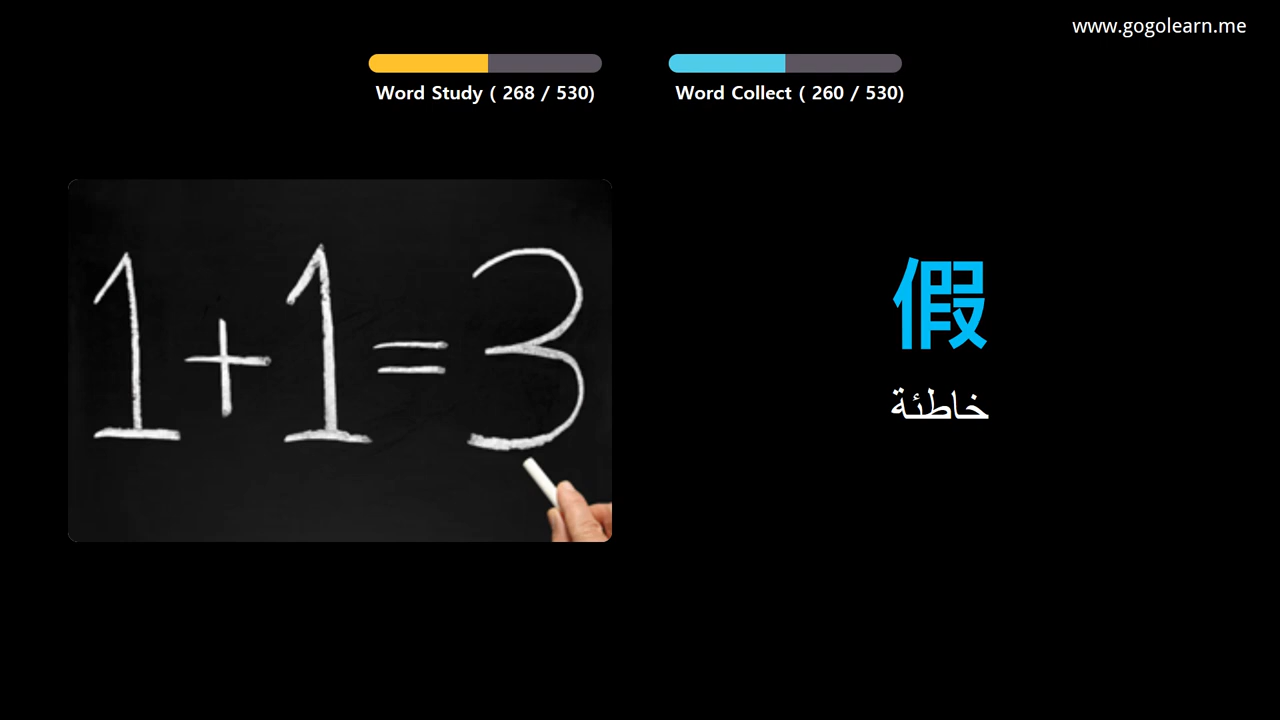 www.gogolearn.me
Word Study ( 268 / 530)
Word Collect ( 260 / 530)
1+1=3
假
خاطئة